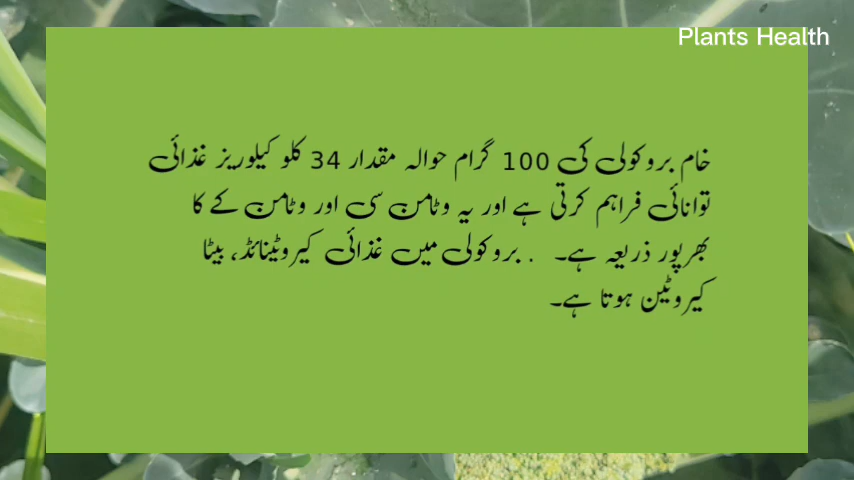 Plants Health
خام بروکولی کی 100 گرام حوالہ مقدار 34 کلو کیلوریز غذائی
توانائی فراہم کرتی ہے اور یہ وٹامن سی اور وٹامن کے کا
بھرپور ذریعہ ہے۔ . بروکولی میں غذائی کیروٹینائڈ، بیٹا
کیروٹین ہوتا ہے۔